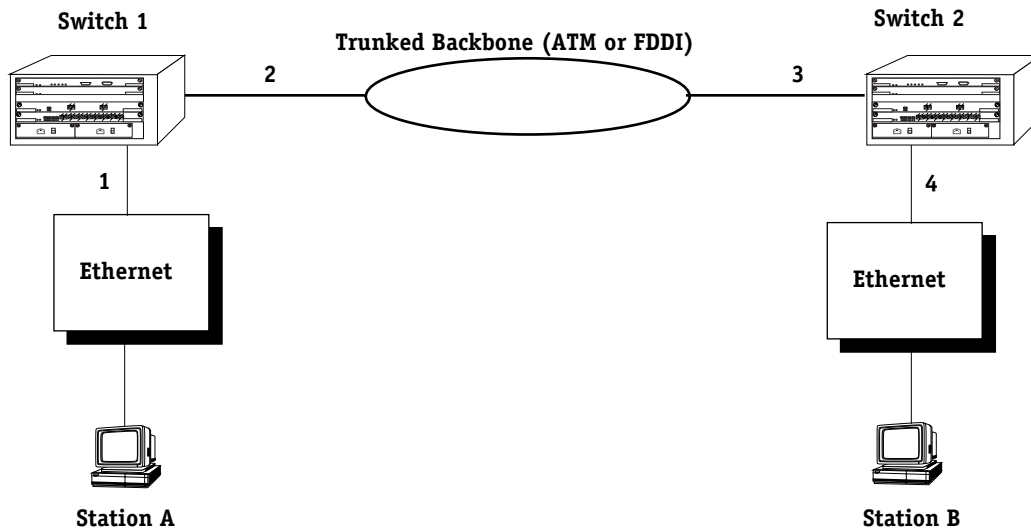 Switch 1
Switch 2
Trunked Backbone (ATM or FDDI)
2
3
1
4
Ethernet
Ethernet
Station A
Station B